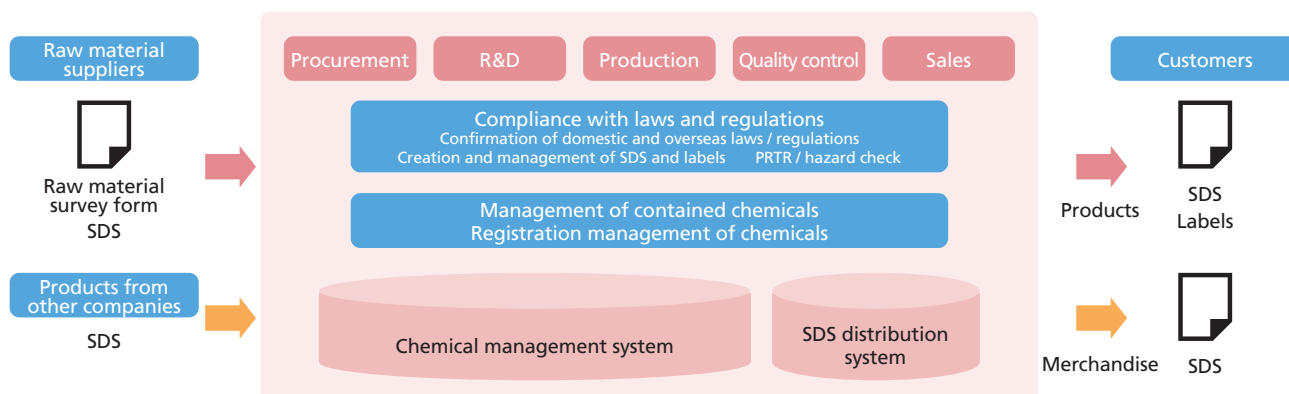 Raw material
suppliers
Raw material
survey form
SDS
Products from
other companies
SDS
Procurement
R&D
Production
Quality control
Sales
Compliance with laws and regulations
Confirmation of domestic and overseas laws / regulations
Creation and management of SDS and labels PRTR / hazard check
Management of contained chemicals
Registration management of chemicals
Chemical management system
SDS distribution
system
Customers
Products
SDS
Labels
Merchandise
SDS